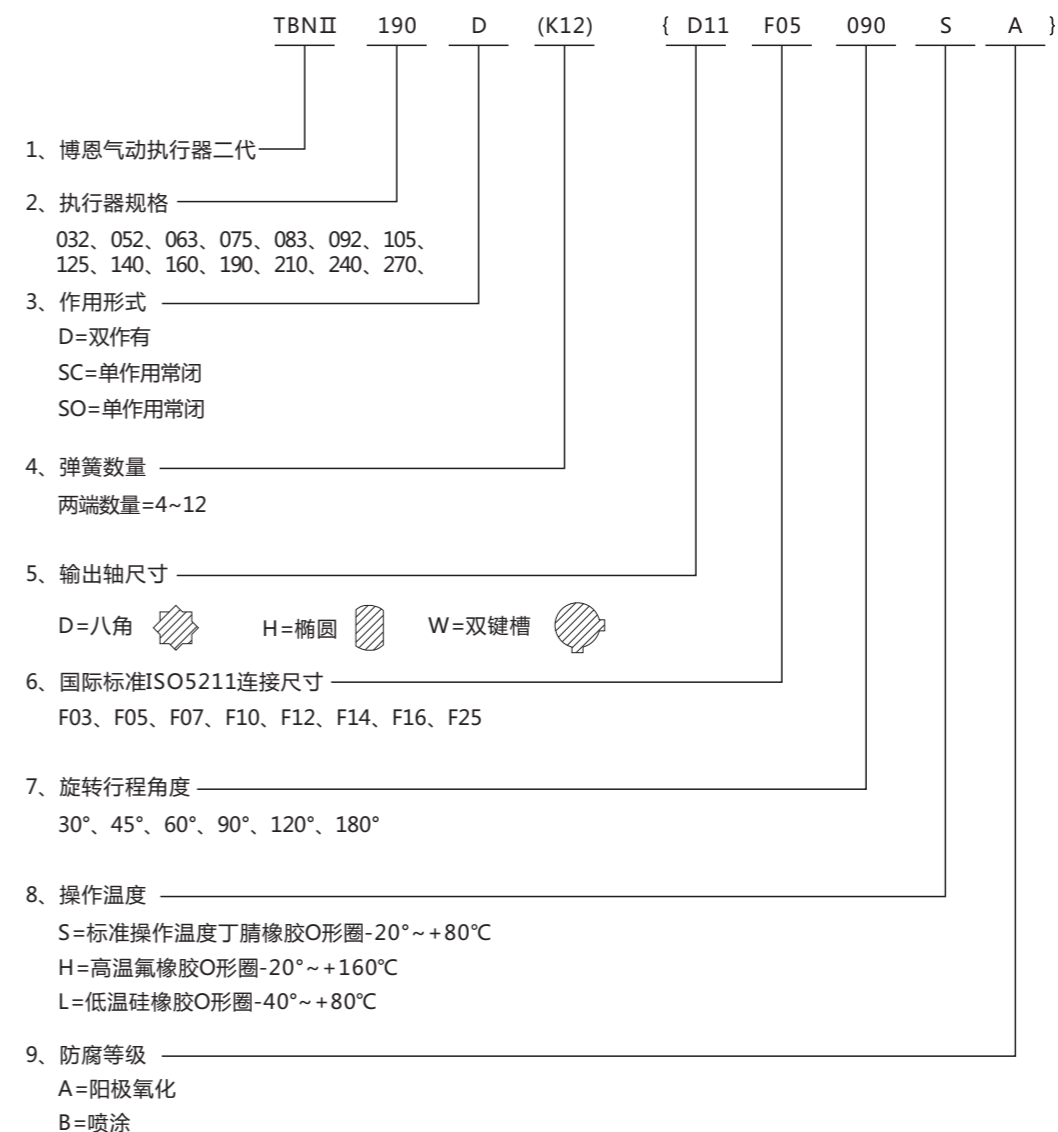 TBNⅡ 190 D (K12) { D11 F05 090 S A }
1、博恩气动执行器二代
2、执行器规格
032、052、063、075、083、092、105、
125、140、160、190、210、240、270、
3、作用形式
D=双作有
SC=单作用常闭
SO=单作用常闭
4、弹簧数量
两端数量=4~12
5、输出轴尺寸
D=八角 H=椭圆 W=双键槽
6、国际标准ISO5211连接尺寸
F03、F05、F07、F10、F12、F14、F16、F25
7、旋转行程角度
30°、45°、60°、90°、120°、180°
8、操作温度
S=标准操作温度丁腈橡胶O形圈-20°~+80℃
H=高温氟橡胶O形圈-20°~+160℃
L=低温硅橡胶O形圈-40°~+80℃
9、防腐等级
A=阳极氧化
B=喷涂